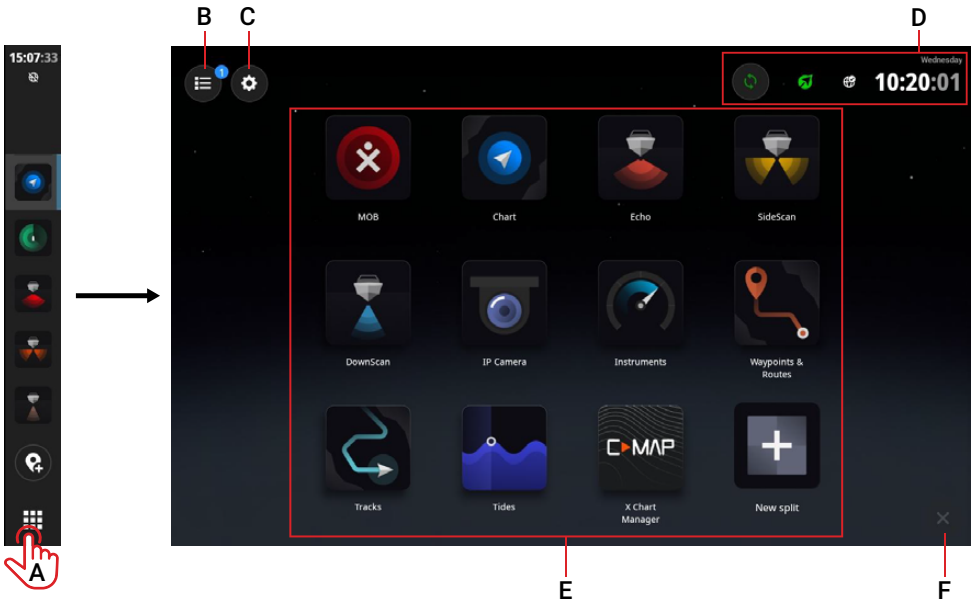 B
C
D
15:07:33
Wednesday
1
10:20:01
MOB
Chart
Echo
SideScan
DownScan
IP Camera
Instruments
Waypoints &
Routes
C-MAP
Tracks
Tides
X Chart
Manager
New split
A
E
F